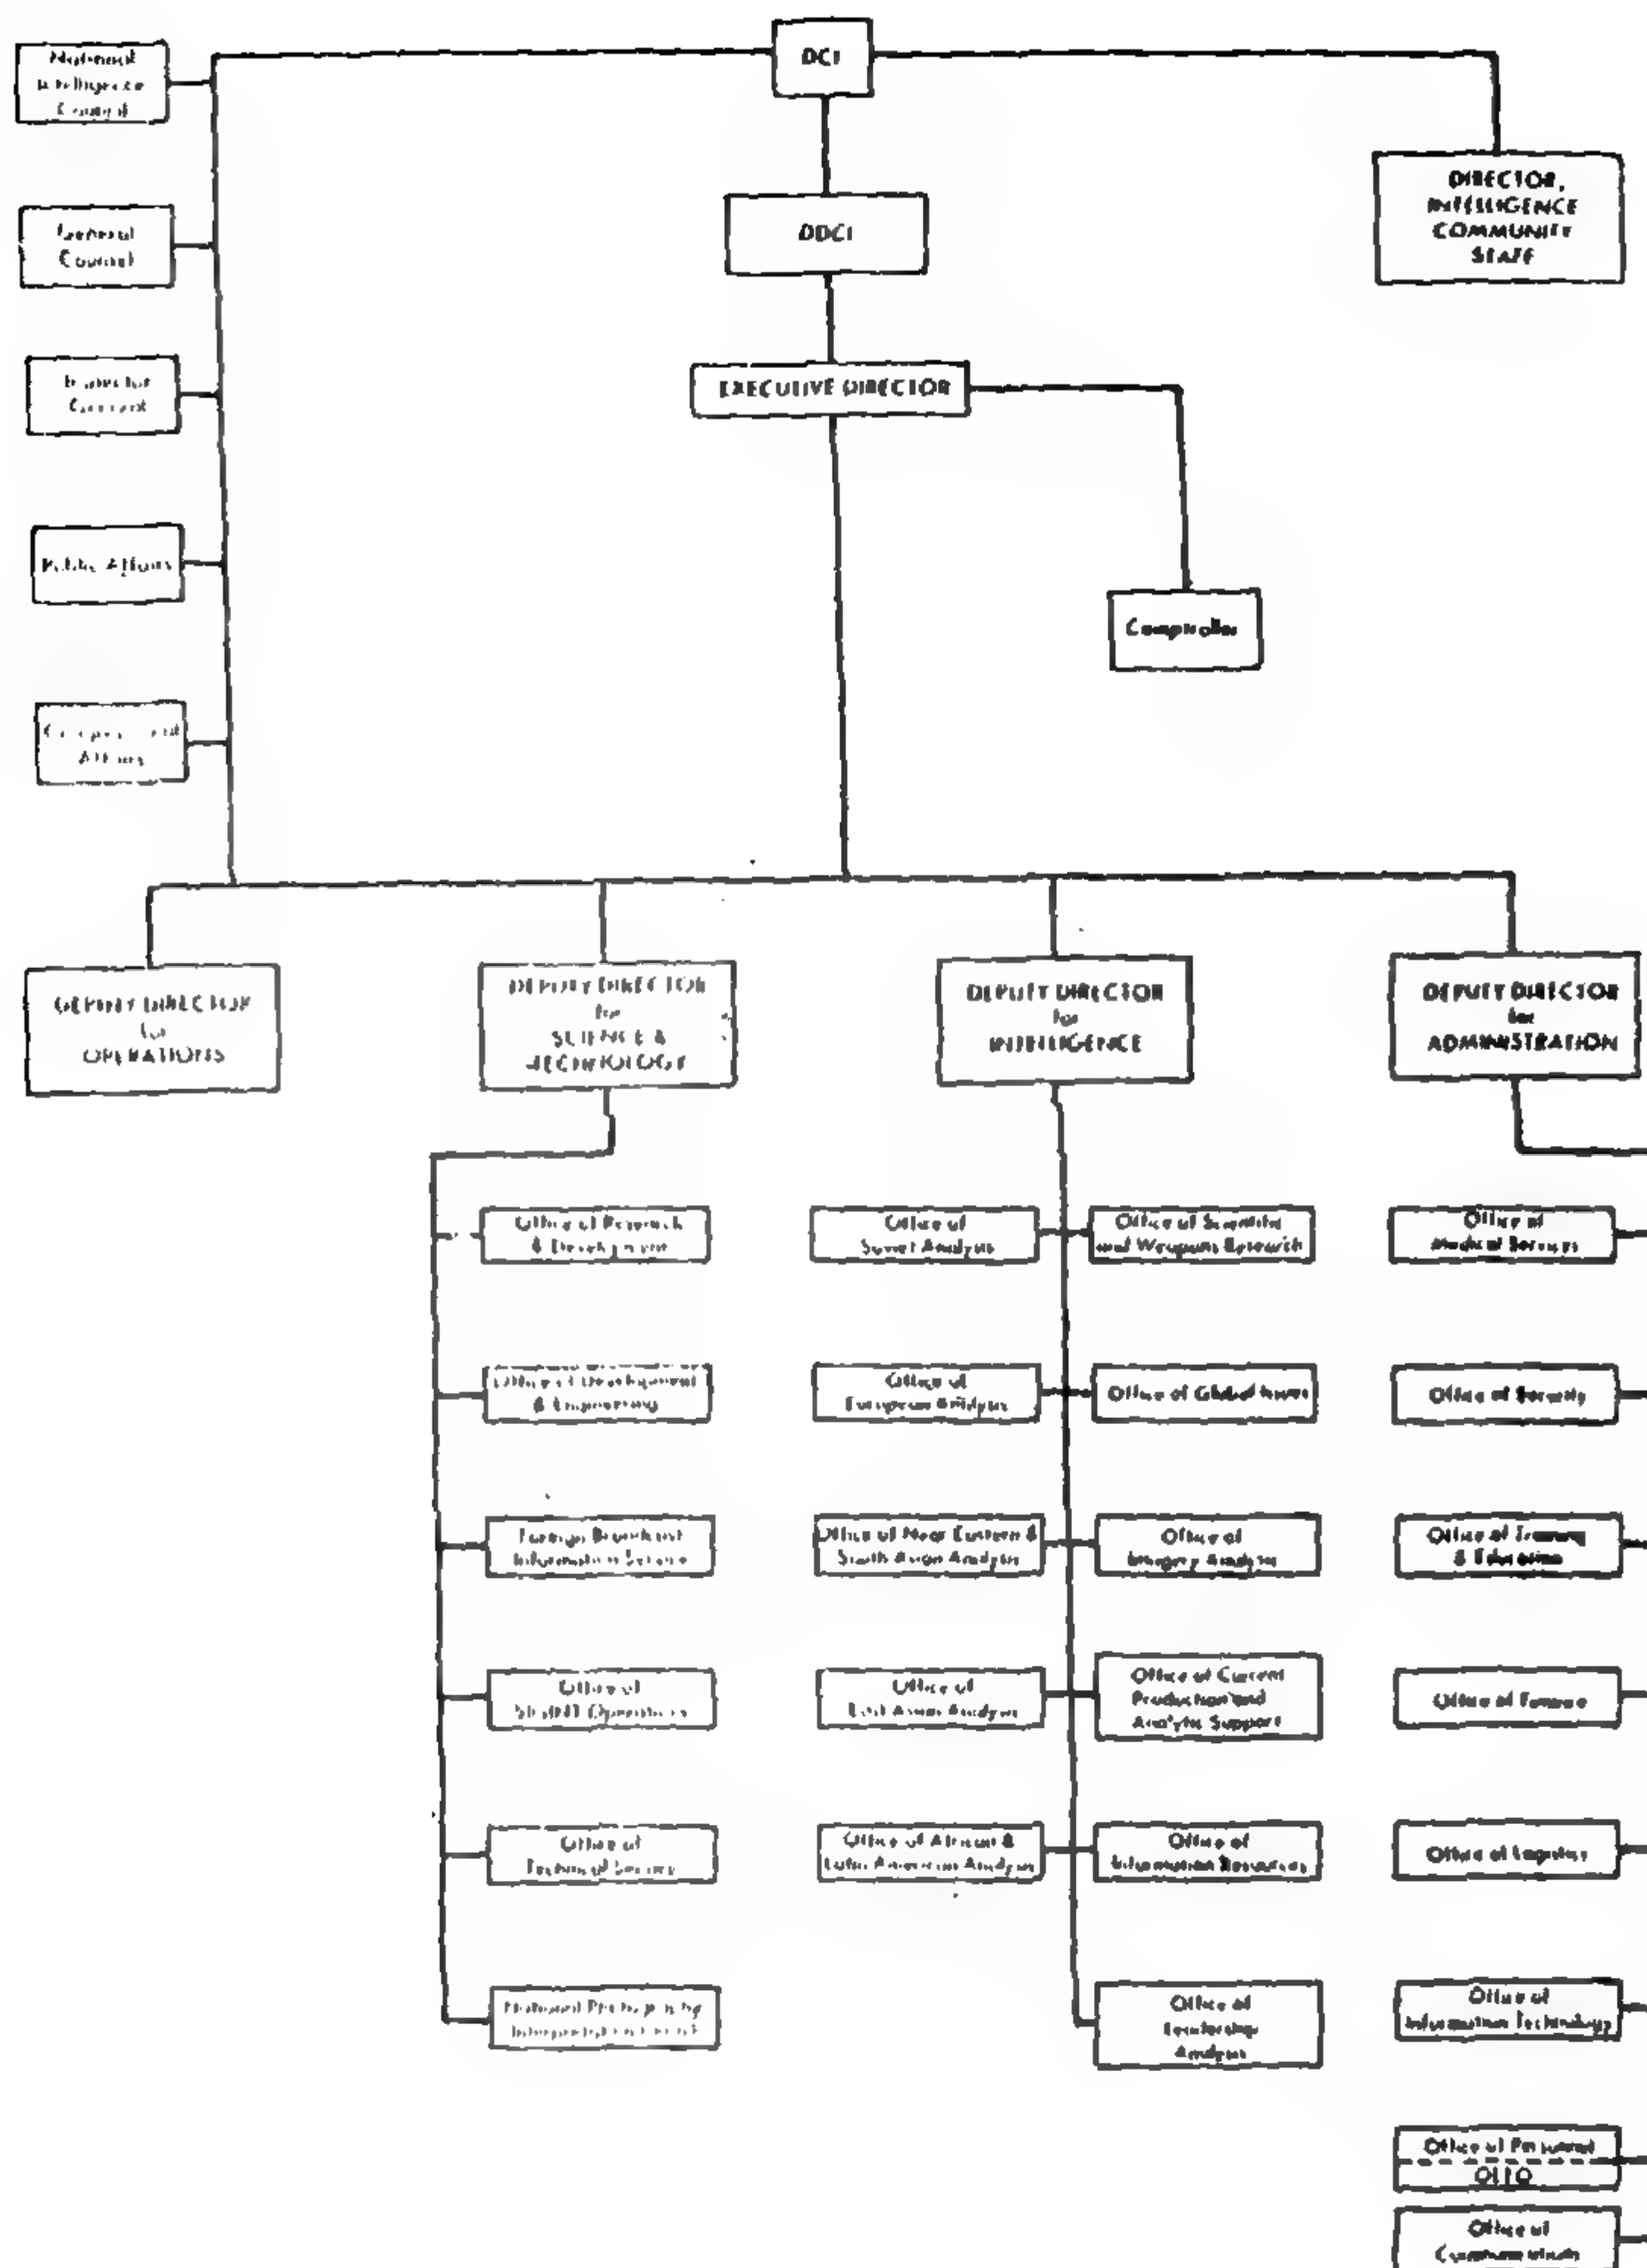 DCI
National
Intelligence
Council
DIRECTOR,
INTELLIGENCE
COMMUNITY
STAFF
General
Counsel
DDCI
Inspector
General
EXECUTIVE DIRECTOR
Public Affairs
Comptroller
Affairs
DEPUTY DIRECTOR
for
OPERATIONS
DEPUTY DIRECTOR
for
SCIENCE &
TECHNOLOGY
DEPUTY DIRECTOR
for
INTELLIGENCE
DEPUTY DIRECTOR
for
ADMINISTRATION
Office of Research
& Development
Office of
Soviet Analysis
Office of Scientific
and Weapons Research
Office of
Medical Services
Office of Development
& Engineering
Office of
European Analysis
Office of Global Issues
Office of Security
Foreign Broadcast
Information Service
Office of Near Eastern &
South Asian Analysis
Office of
Imagery Analysis
Office of Training
& Education
Office of
SIGINT Operations
Office of
East Asian Analysis
Office of Current
Production and
Analytic Support
Office of Finance
Office of
Technical Service
Office of African &
Latin American Analysis
Office of
Information Resources
Office of Logistics
National Photographic
Interpretation
Office of
Leadership
Analysis
Office of
Information Technology
Office of Personnel
Office of
Communications